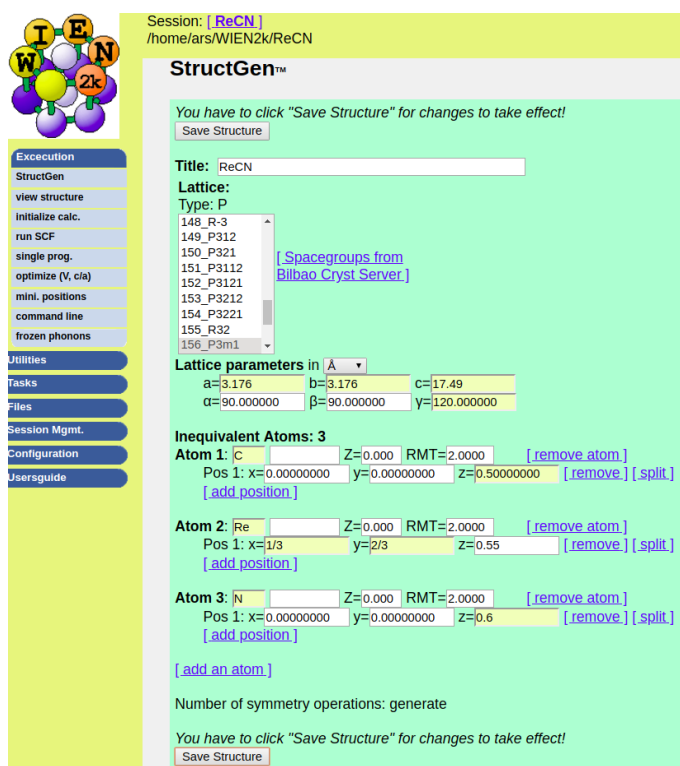 WIEN
2k
Session: [ ReCN ]
/home/ars/WIEN2k/ReCN
StructGen™
You have to click "Save Structure" for changes to take effect!
Save Structure
Excecution
StructGen
view structure
initialize calc.
run SCF
single prog.
optimize (V, c/a)
mini. positions
command line
frozen phonons
Utilities
Tasks
Files
Session Mgmt.
Configuration
Usersguide
Title: ReCN
Lattice:
Type: P
148_R-3
149_P312
150_P321
151_P3112
152_P3121
153_P3212
154_P3221
155_R32
156_P3m1
[ Spacegroups from
Bilbao Cryst Server ]
Lattice parameters in Å
a=3.176 b=3.176 c=17.49
α=90.000000 β=90.000000 γ=120.000000
Inequivalent Atoms: 3
Atom 1: C Z=0.000 RMT=2.0000 [ remove atom ]
Pos 1: x=0.00000000 y=0.00000000 z=0.50000000 [ remove ] [ split ]
[ add position ]
Atom 2: Re Z=0.000 RMT=2.0000 [ remove atom ]
Pos 1: x=1/3 y=2/3 z=0.55 [ remove ] [ split ]
[ add position ]
Atom 3: N Z=0.000 RMT=2.0000 [ remove atom ]
Pos 1: x=0.00000000 y=0.00000000 z=0.6 [ remove ] [ split ]
[ add position ]
[ add an atom ]
Number of symmetry operations: generate
You have to click "Save Structure" for changes to take effect!
Save Structure